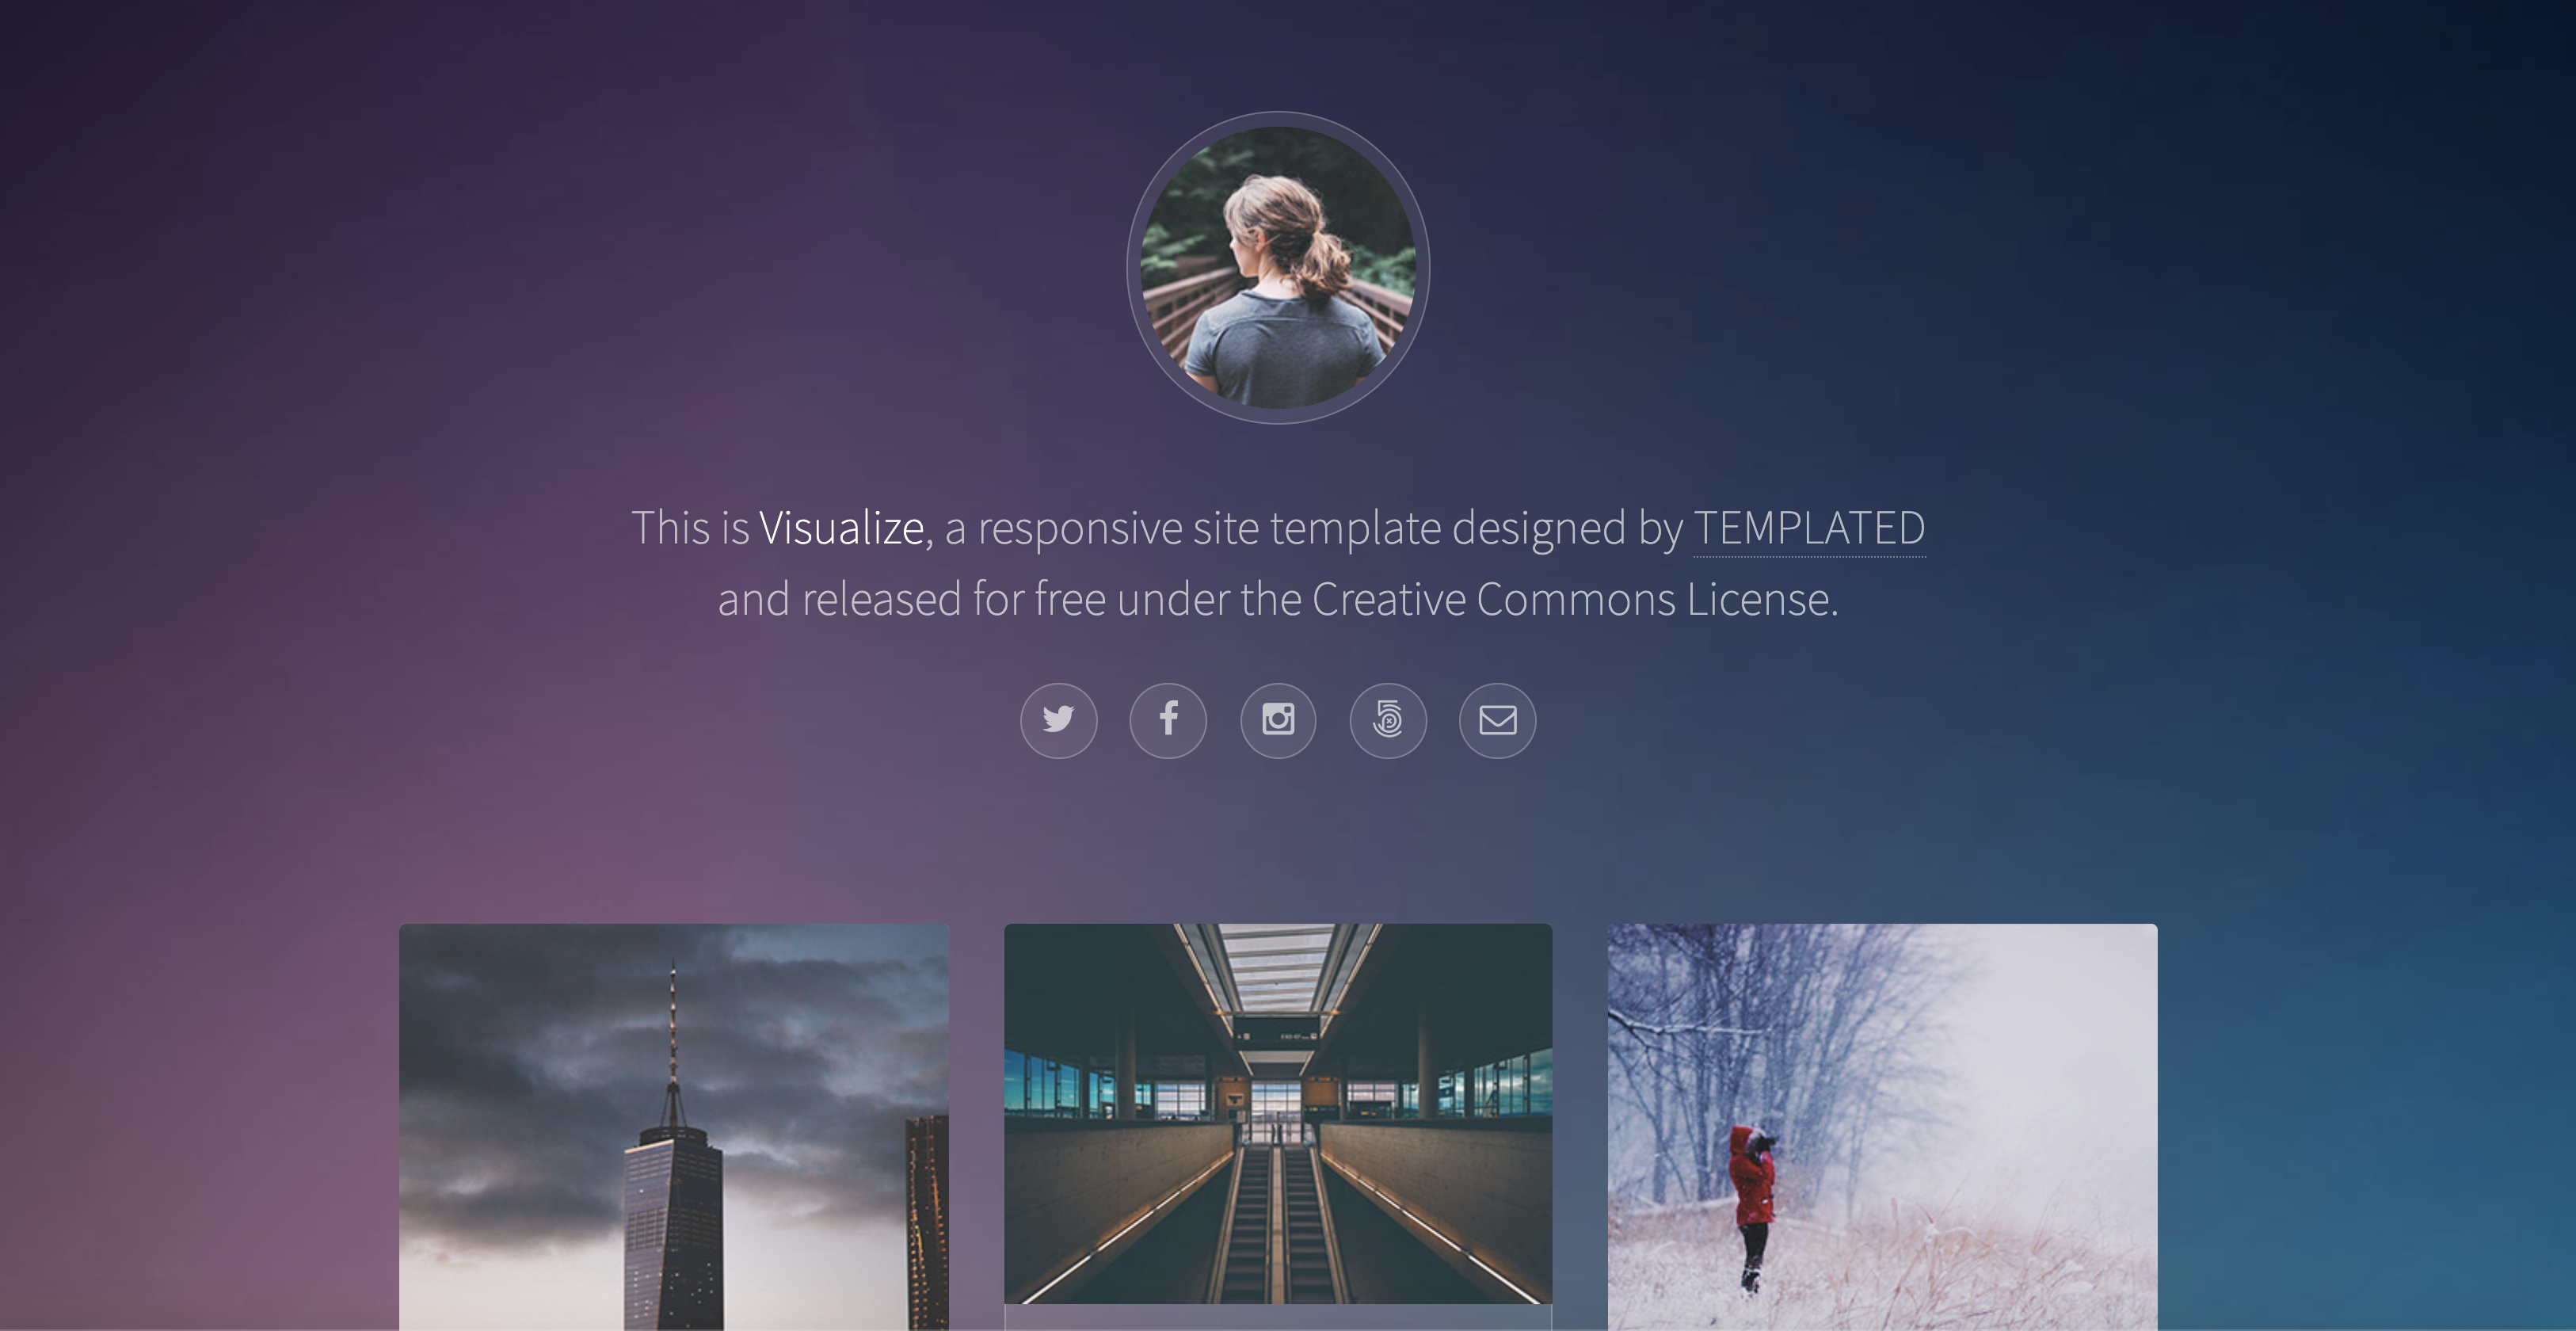 This is Visualize, a responsive site template designed by TEMPLATED
and released for free under the Creative Commons License.